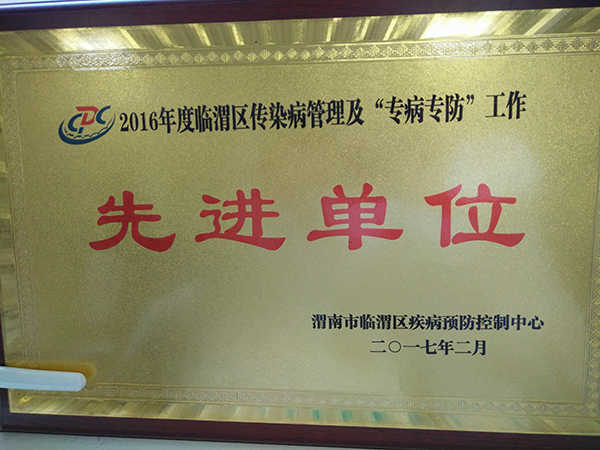 CDC 2016年度临渭区传染病管理及“专病专防”工作
先进单位
渭南市临渭区疾病预防控制中心
二〇一七年二月